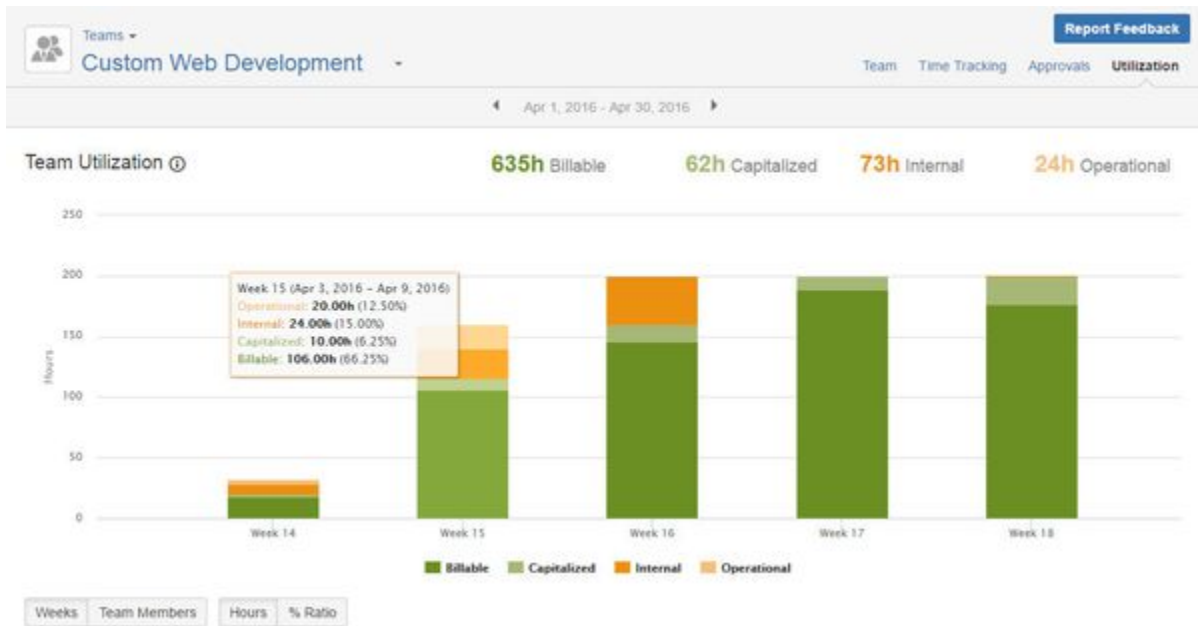 Teams
Report Feedback
Custom Web Development
Team Time Tracking Approvals Utilization
Apr 1, 2016 - Apr 30, 2016
Team Utilization
635h Billable 62h Capitalized 73h Internal 24h Operational
250
200
150
100
50
0
Hours
Week 15 (Apr 3, 2016 - Apr 9, 2016)
Operational: 20.00h (12.50%)
Internal: 24.00h (15.00%)
Capitalized: 10.00h (6.25%)
Billable: 106.00h (66.25%)
Week 14 Week 15 Week 16 Week 17 Week 18
Billable Capitalized Internal Operational
Weeks Team Members Hours % Ratio